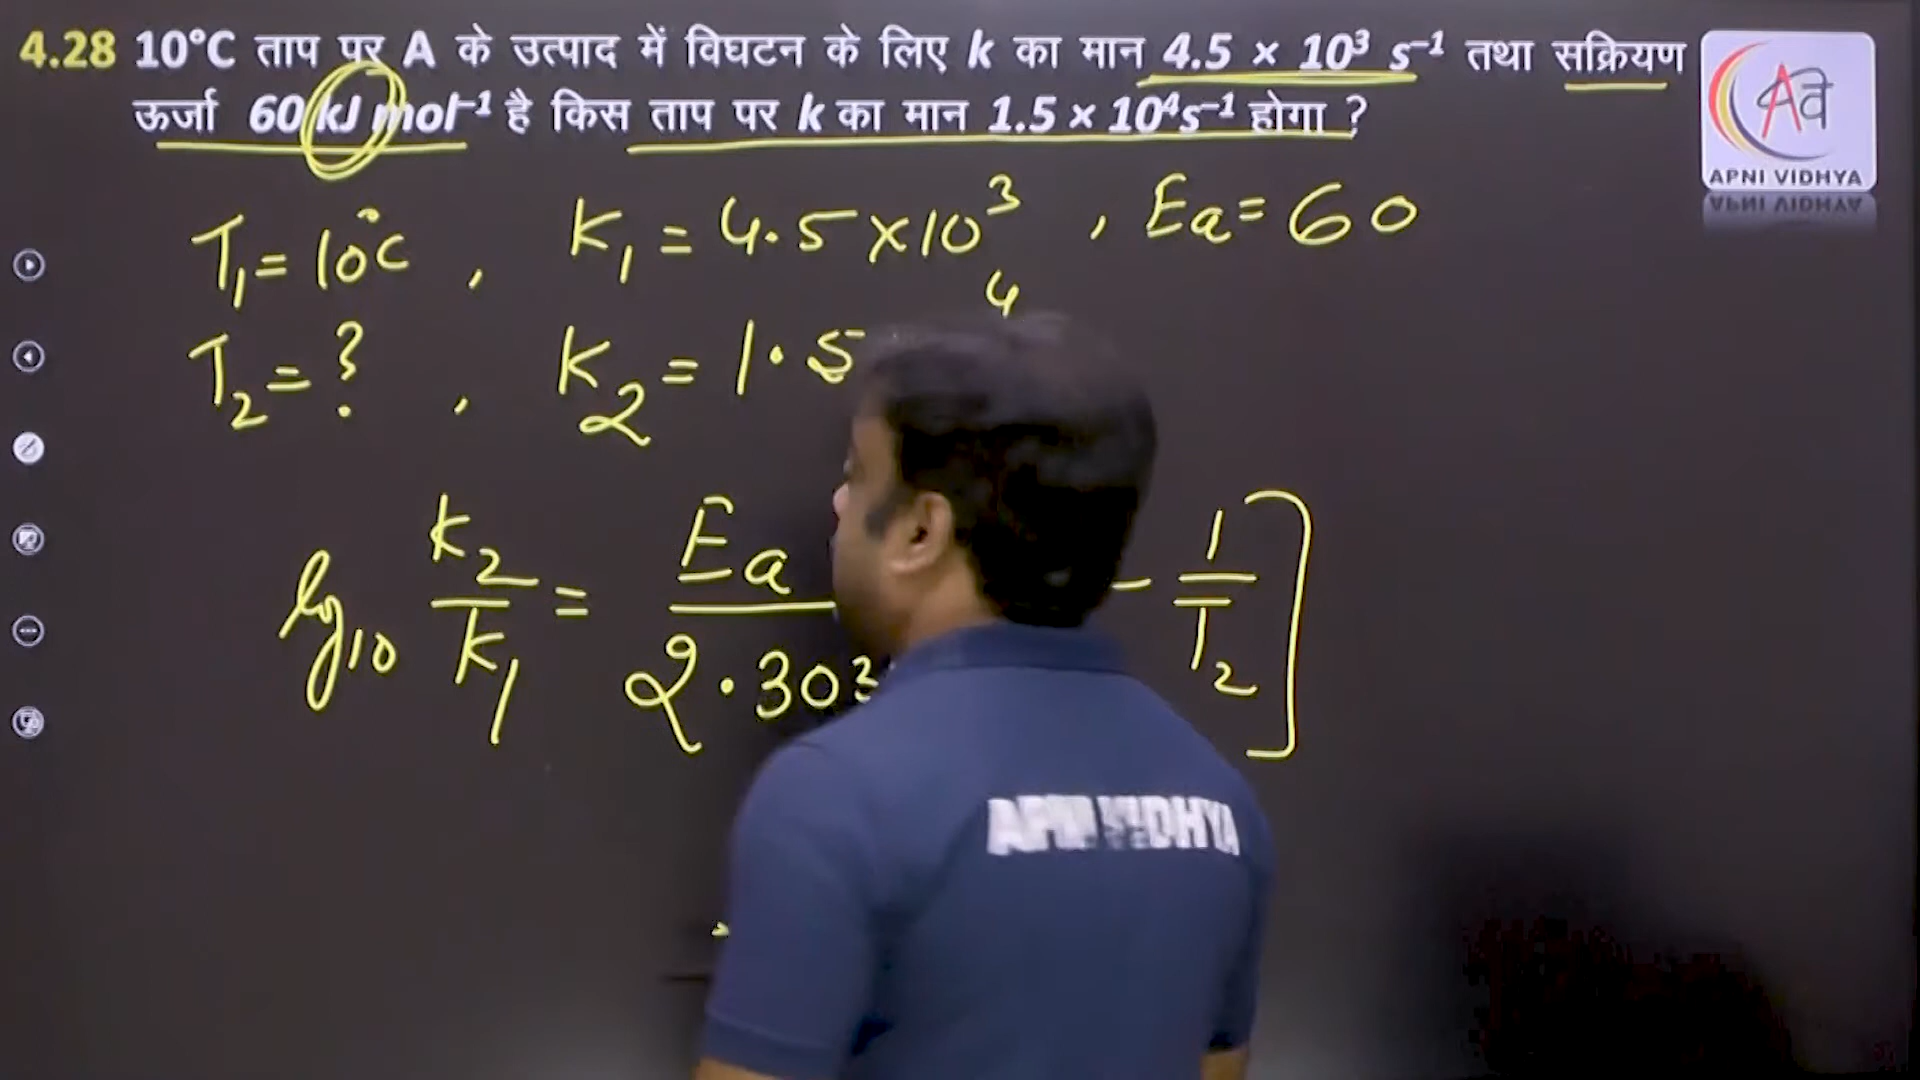 4.28 10°C ताप पर A के उत्पाद में विघटन के लिए k का मान 4.5 × 10³ s⁻¹ तथा सक्रियण
ऊर्जा 60 kJ mol⁻¹ है किस ताप पर k का मान 1.5 × 10⁴s⁻¹ होगा ?
APNI VIDHYA
T₁ = 10°C , K₁ = 4.5 × 10³ , Ea = 60
T₂ = ? , K₂ = 1.5 ⁴
log₁₀ K₂/K₁ = Ea/2.303 - 1/T₂ ]
APNI VIDHYA